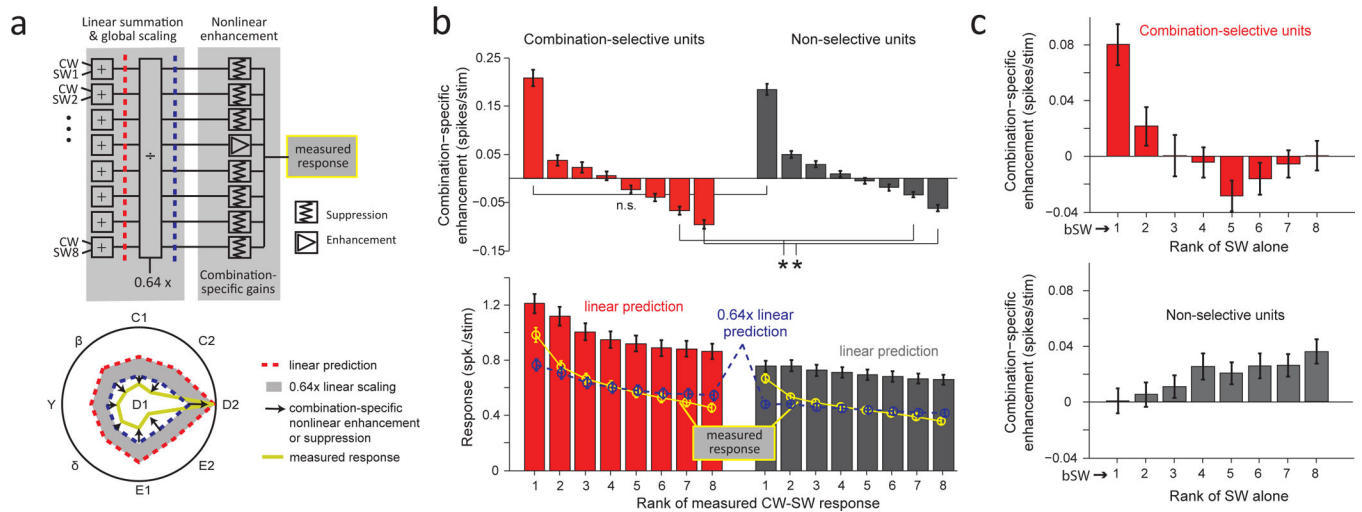 a
Linear summation
& global scaling
Nonlinear
enhancement
CW
SW1
CW
SW2
CW
SW8
+
+
+
+
+
+
+
+
÷
0.64 x
measured
response
Suppression
Enhancement
Combination-
specific gains
C1
C2
D2
E2
E1
δ
Y
β
D1
linear prediction
0.64x linear scaling
combination-specific
nonlinear enhancement
or suppression
measured response
b
Combination-selective units
Non-selective units
Combination-specific
enhancement (spikes/stim)
0.25
0.15
0.05
-0.05
-0.15
n.s.
**
Response (spk./stim)
1.2
0.8
0.4
0
linear prediction
0.64x linear
prediction
linear prediction
measured
response
1 2 3 4 5 6 7 8
1 2 3 4 5 6 7 8
Rank of measured CW-SW response
c
Combination-selective units
Combination-specific
enhancement (spikes/stim)
0.08
0.04
0
-0.04
bSW → 1 2 3 4 5 6 7 8
Rank of SW alone
Non-selective units
Combination-specific
enhancement (spikes/stim)
0.08
0.04
0
-0.04
bSW → 1 2 3 4 5 6 7 8
Rank of SW alone